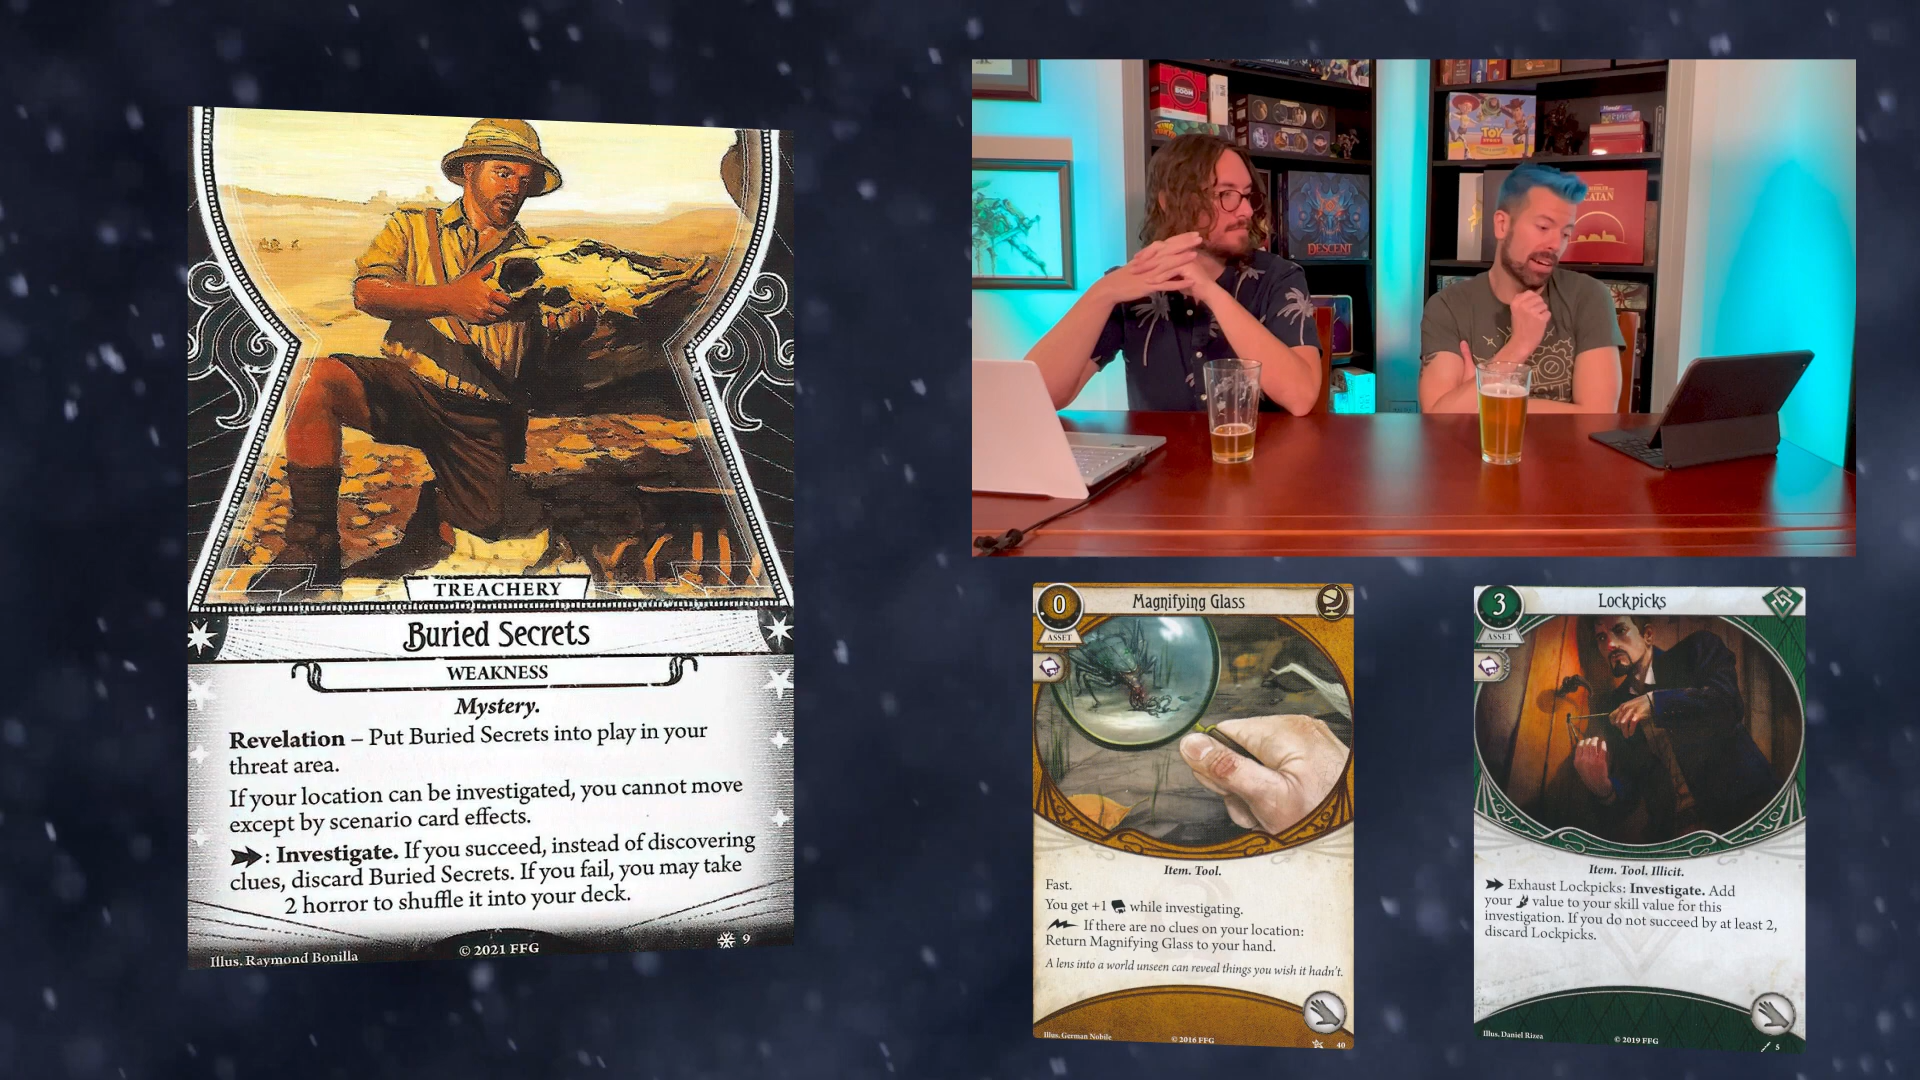 TREACHERY
Buried Secrets
WEAKNESS
Mystery.
Revelation – Put Buried Secrets into play in your
threat area.
If your location can be investigated, you cannot move
except by scenario card effects.
: Investigate. If you succeed, instead of discovering
clues, discard Buried Secrets. If you fail, you may take
2 horror to shuffle it into your deck.
Illus. Raymond Bonilla
© 2021 FFG
9
DESCENT
TOY
STORY
CATAN
0
Magnifying Glass
ASSET
Item. Tool.
Fast.
You get +1 while investigating.
If there are no clues on your location:
Return Magnifying Glass to your hand.
A lens into a world unseen can reveal things you wish it hadn't.
Illus. German Nobile
© 2016 FFG
40
3
Lockpicks
ASSET
Item. Tool. Illicit.
Exhaust Lockpicks: Investigate. Add
your value to your skill value for this
investigation. If you do not succeed by at least 2,
discard Lockpicks.
Illus. Daniel Rizea
© 2019 FFG
5